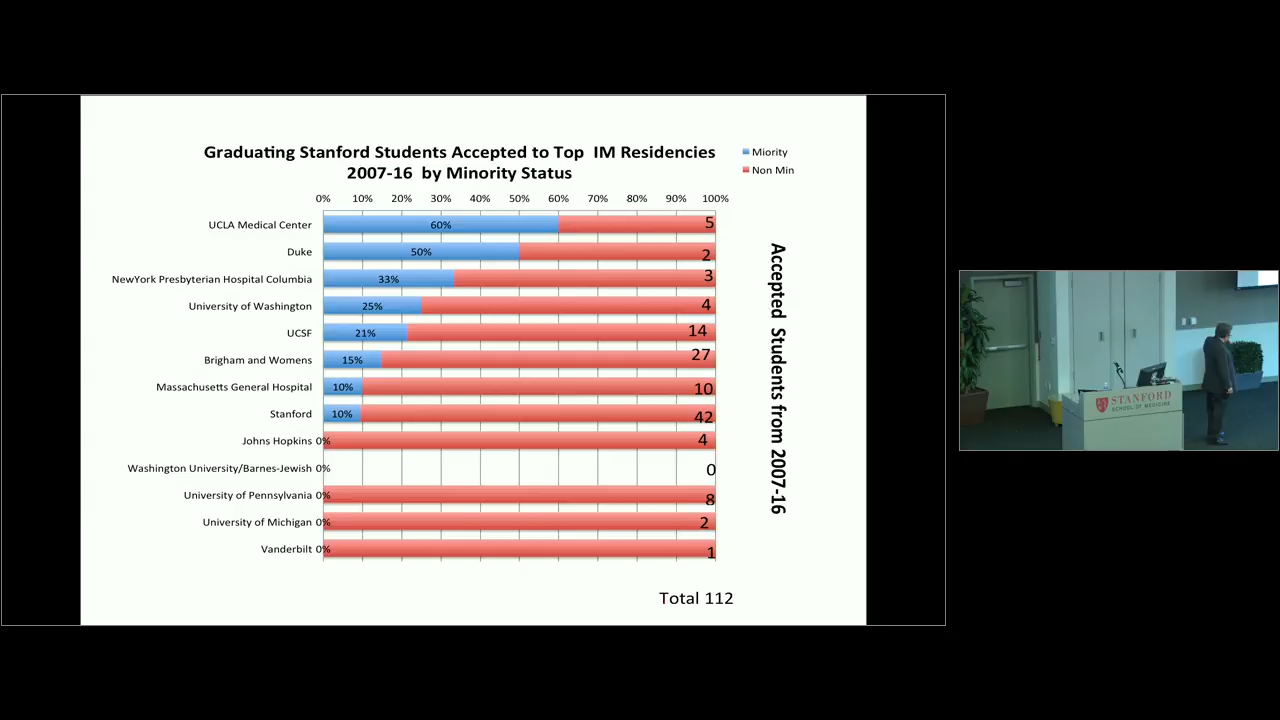 Graduating Stanford Students Accepted to Top IM Residencies
2007-16 by Minority Status
Miority
Non Min
0% 10% 20% 30% 40% 50% 60% 70% 80% 90% 100%
UCLA Medical Center 60% 5
Duke 50% 2
NewYork Presbyterian Hospital Columbia 33% 3
University of Washington 25% 4
UCSF 21% 14
Brigham and Womens 15% 27
Massachusetts General Hospital 10% 10
Stanford 10% 42
Johns Hopkins 0% 4
Washington University/Barnes-Jewish 0% 0
University of Pennsylvania 0% 8
University of Michigan 0% 2
Vanderbilt 0% 1
Accepted Students from 2007-16
Total 112
STANFORD
SCHOOL OF MEDICINE